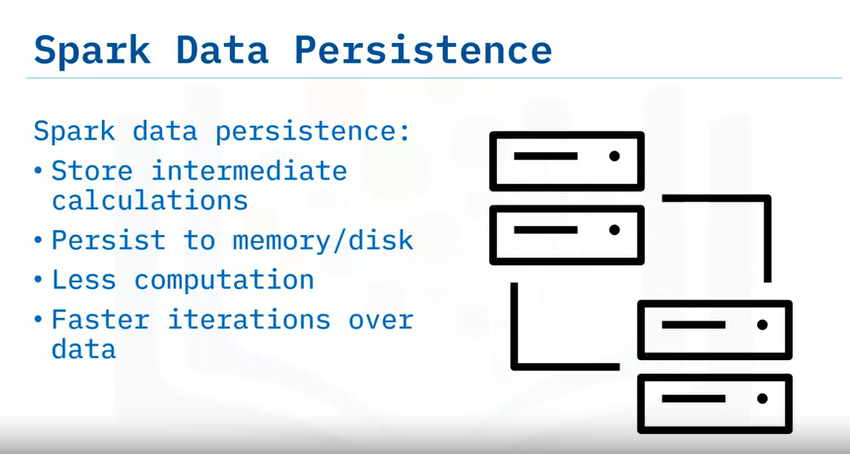 Spark Data Persistence
Spark data persistence:
• Store intermediate
calculations
• Persist to memory/disk
• Less computation
• Faster iterations over
data